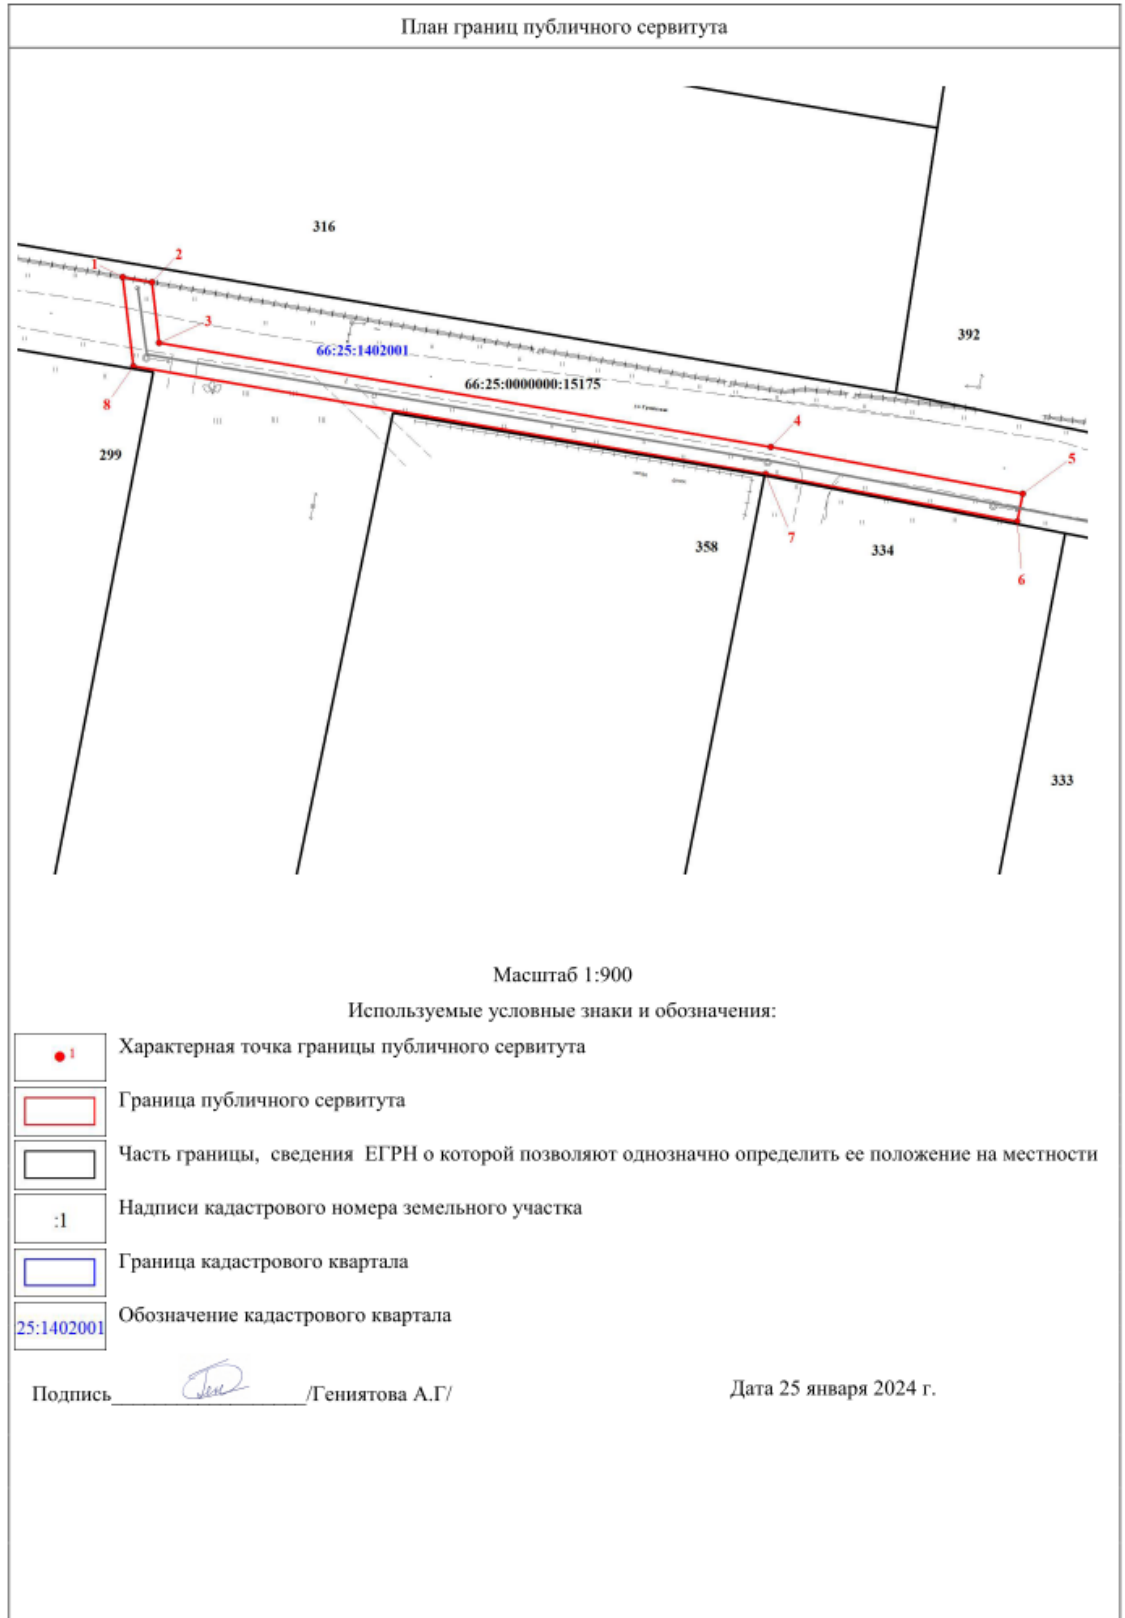 План границ публичного сервитута
316
1
2
3
392
66:25:1402001
66:25:0000000:15175
4
8
299
5
7
358
334
6
333
Масштаб 1:900
Используемые условные знаки и обозначения:
1
Характерная точка границы публичного сервитута
Граница публичного сервитута
Часть границы, сведения ЕГРН о которой позволяют однозначно определить ее положение на местности
:1
Надписи кадастрового номера земельного участка
Граница кадастрового квартала
25:1402001
Обозначение кадастрового квартала
Подпись__________________/Гениятова А.Г/
Дата 25 января 2024 г.